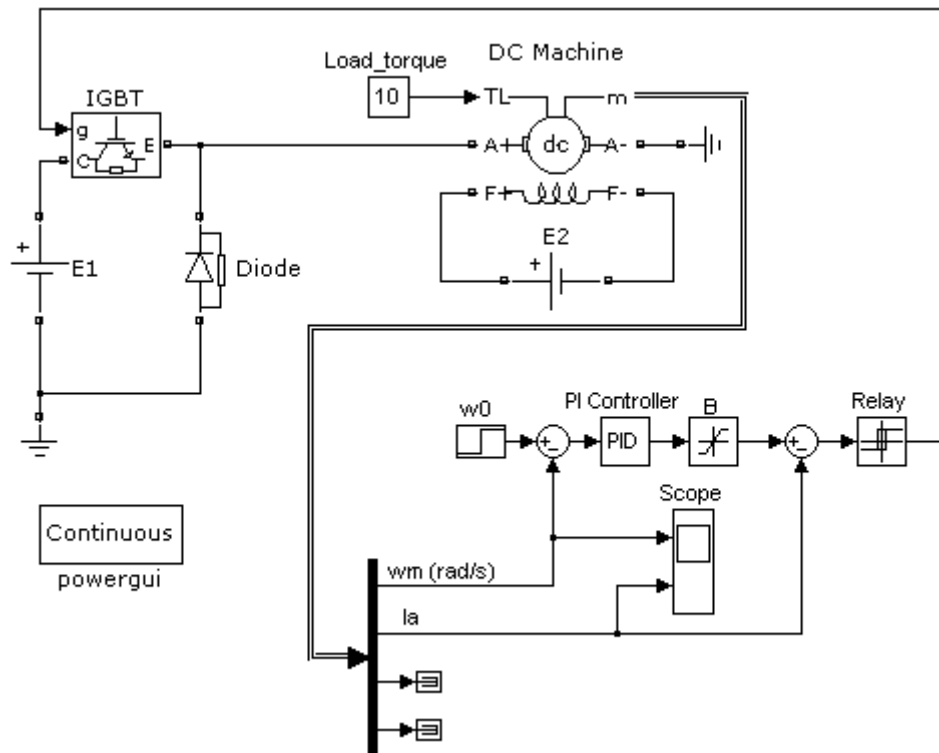 DC Machine
Load_torque
10
TL
m
IGBT
g
C
E
A+
dc
A-
F+
F-
E2
+
+
E1
Diode
w0
PI Controller
B
Relay
+
-
PID
+
-
Scope
Continuous
powergui
wm (rad/s)
Ia